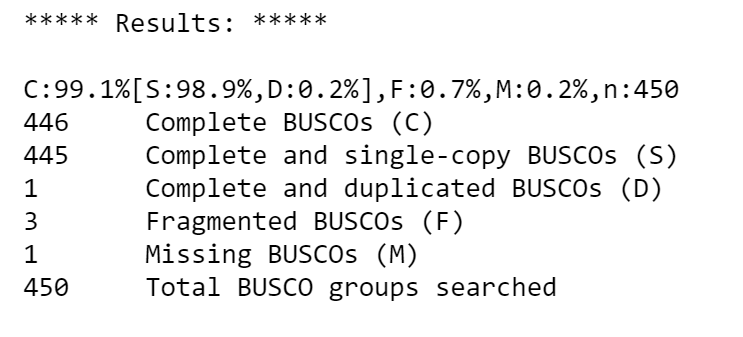 ***** Results: *****
C:99.1%[S:98.9%,D:0.2%],F:0.7%,M:0.2%,n:450
446 Complete BUSCOs (C)
445 Complete and single-copy BUSCOs (S)
1 Complete and duplicated BUSCOs (D)
3 Fragmented BUSCOs (F)
1 Missing BUSCOs (M)
450 Total BUSCO groups searched